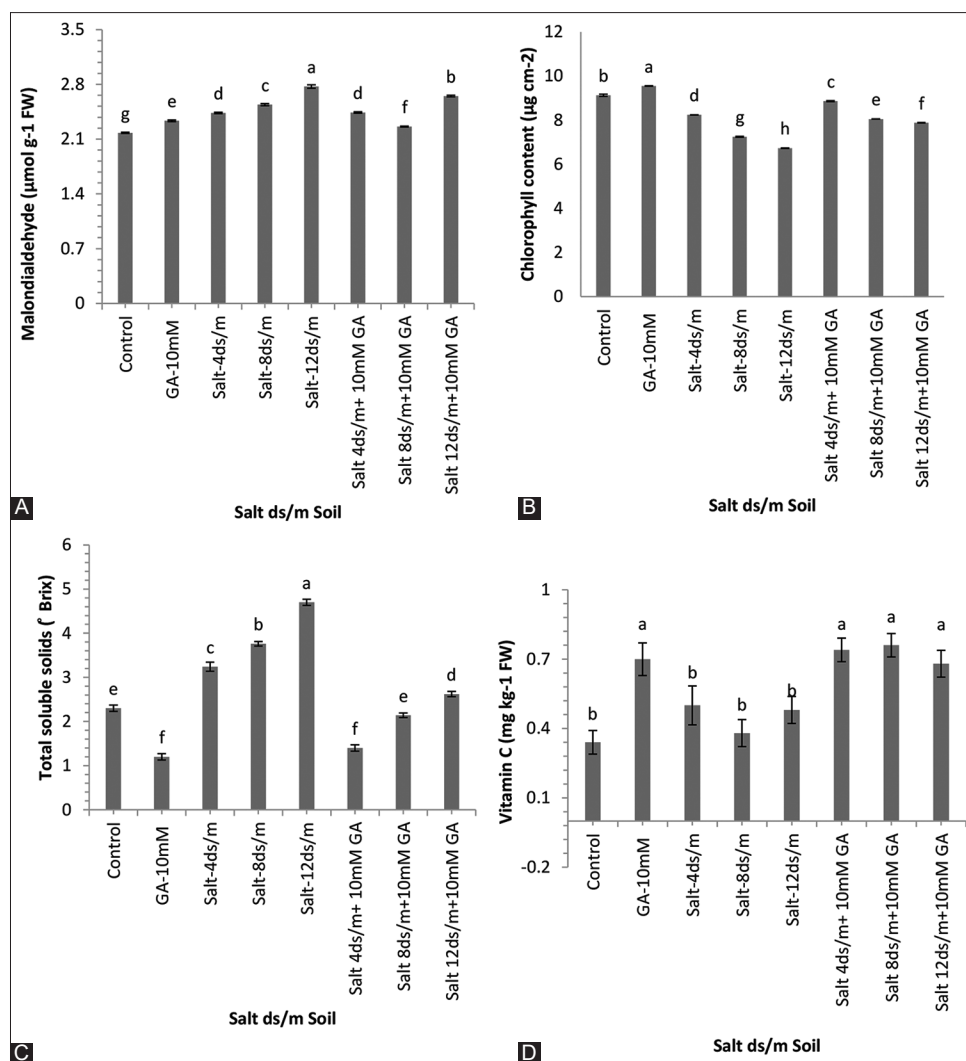 Malondialdehyde (µmol g-1 FW)
3.5
2.8
2.1
1.4
0.7
0
g
e
d
c
a
d
f
b
Control
GA-10mM
Salt-4ds/m
Salt-8ds/m
Salt-12ds/m
Salt 4ds/m+ 10mM GA
Salt 8ds/m+10mM GA
Salt 12ds/m+10mM GA
Salt ds/m Soil
A
Chlorophyll content (µg cm-2)
12
10
8
6
4
2
0
b
a
d
g
h
c
e
f
Control
GA-10mM
Salt-4ds/m
Salt-8ds/m
Salt-12ds/m
Salt 4ds/m+ 10mM GA
Salt 8ds/m+10mM GA
Salt 12ds/m+10mM GA
Salt ds/m Soil
B
Total soluble solids (° Brix)
6
5
4
3
2
1
0
e
f
c
b
a
f
e
d
Control
GA-10mM
Salt-4ds/m
Salt-8ds/m
Salt-12ds/m
Salt 4ds/m+ 10mM GA
Salt 8ds/m+10mM GA
Salt 12ds/m+10mM GA
Salt ds/m Soil
C
Vitamin C (mg kg-1 FW)
1
0.7
0.4
0.1
-0.2
b
a
b
b
b
a
a
a
Control
GA-10mM
Salt-4ds/m
Salt-8ds/m
Salt-12ds/m
Salt 4ds/m+ 10mM GA
Salt 8ds/m+10mM GA
Salt 12ds/m+10mM GA
Salt ds/m Soil
D